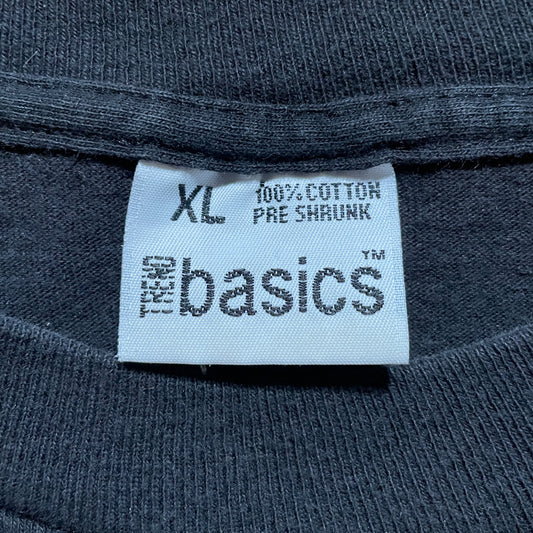 XL 100% COTTON
PRE SHRUNK
basics™